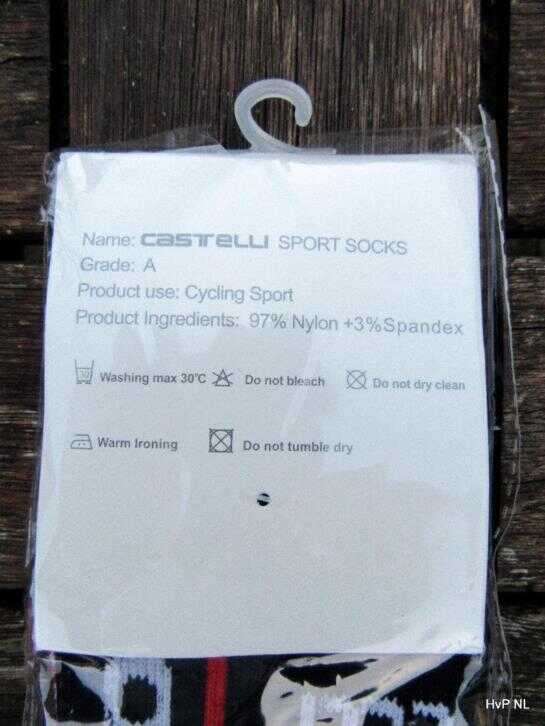 Name: CASTELLI SPORT SOCKS
Grade: A
Product use: Cycling Sport
Product Ingredients: 97% Nylon +3%Spandex
30 Washing max 30°C Do not bleach Do not dry clean
Warm Ironing Do not tumble dry
HvP NL